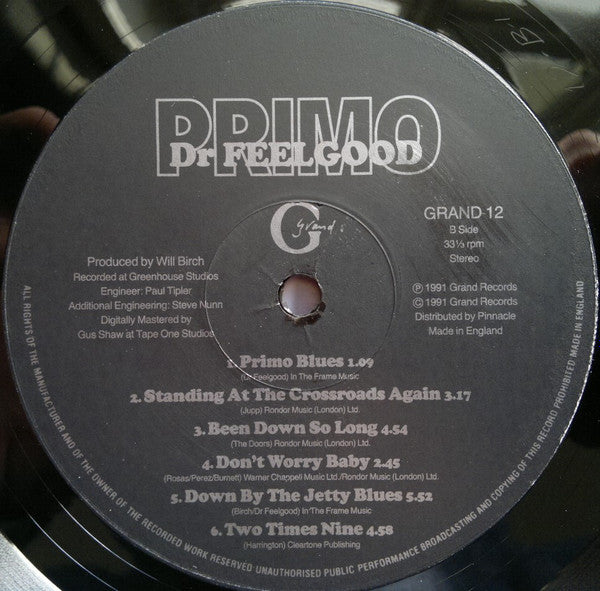 B-1
PRIMO
Dr FEELGOOD
G
grand
GRAND 12
B Side
33⅓ rpm
Stereo
Produced by Will Birch
Recorded at Greenhouse Studios
Engineer: Paul Tipler
Additional Engineering: Steve Nunn
Digitally Mastered by
Gus Shaw at Tape One Studios
℗ 1991 Grand Records
© 1991 Grand Records
Distributed by Pinnacle
Made in England
1. Primo Blues 1.09
(Dr Feelgood) In The Frame Music
2. Standing At The Crossroads Again 3.17
(Jupp) Rondor Music (London) Ltd.
3. Been Down So Long 4.54
(The Doors) Rondor Music (London) Ltd.
4. Don't Worry Baby 2.45
(Rosas/Perez/Burnett) Warner Chappell Music Ltd./Rondor Music (London) Ltd.
5. Down By The Jetty Blues 5.52
(Birch/Dr Feelgood) In The Frame Music
6. Two Times Nine 4.58
(Harrington) Cleartone Publishing
ALL RIGHTS OF THE MANUFACTURER AND OF THE OWNER OF THE RECORDED WORK RESERVED UNAUTHORISED PUBLIC PERFORMANCE BROADCASTING AND COPYING OF THIS RECORD PROHIBITED MADE IN ENGLAND